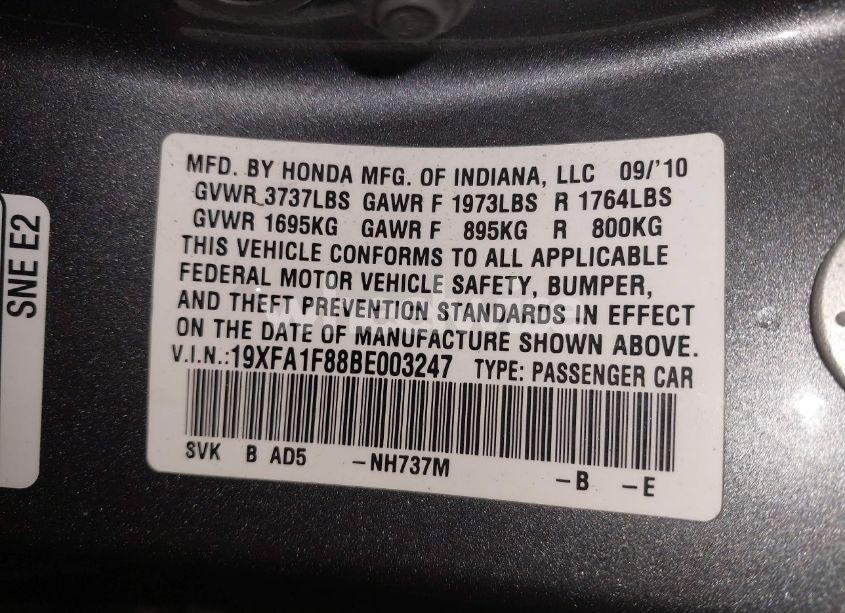 MFD. BY HONDA MFG. OF INDIANA, LLC 09/'10
GVWR 3737LBS GAWR F 1973LBS R 1764LBS
GVWR 1695KG GAWR F 895KG R 800KG
THIS VEHICLE CONFORMS TO ALL APPLICABLE
FEDERAL MOTOR VEHICLE SAFETY, BUMPER,
AND THEFT PREVENTION STANDARDS IN EFFECT
ON THE DATE OF MANUFACTURE SHOWN ABOVE.
V.I.N.:19XFA1F88BE003247 TYPE: PASSENGER CAR
SVK B AD5 -NH737M -B -E
SNE E2